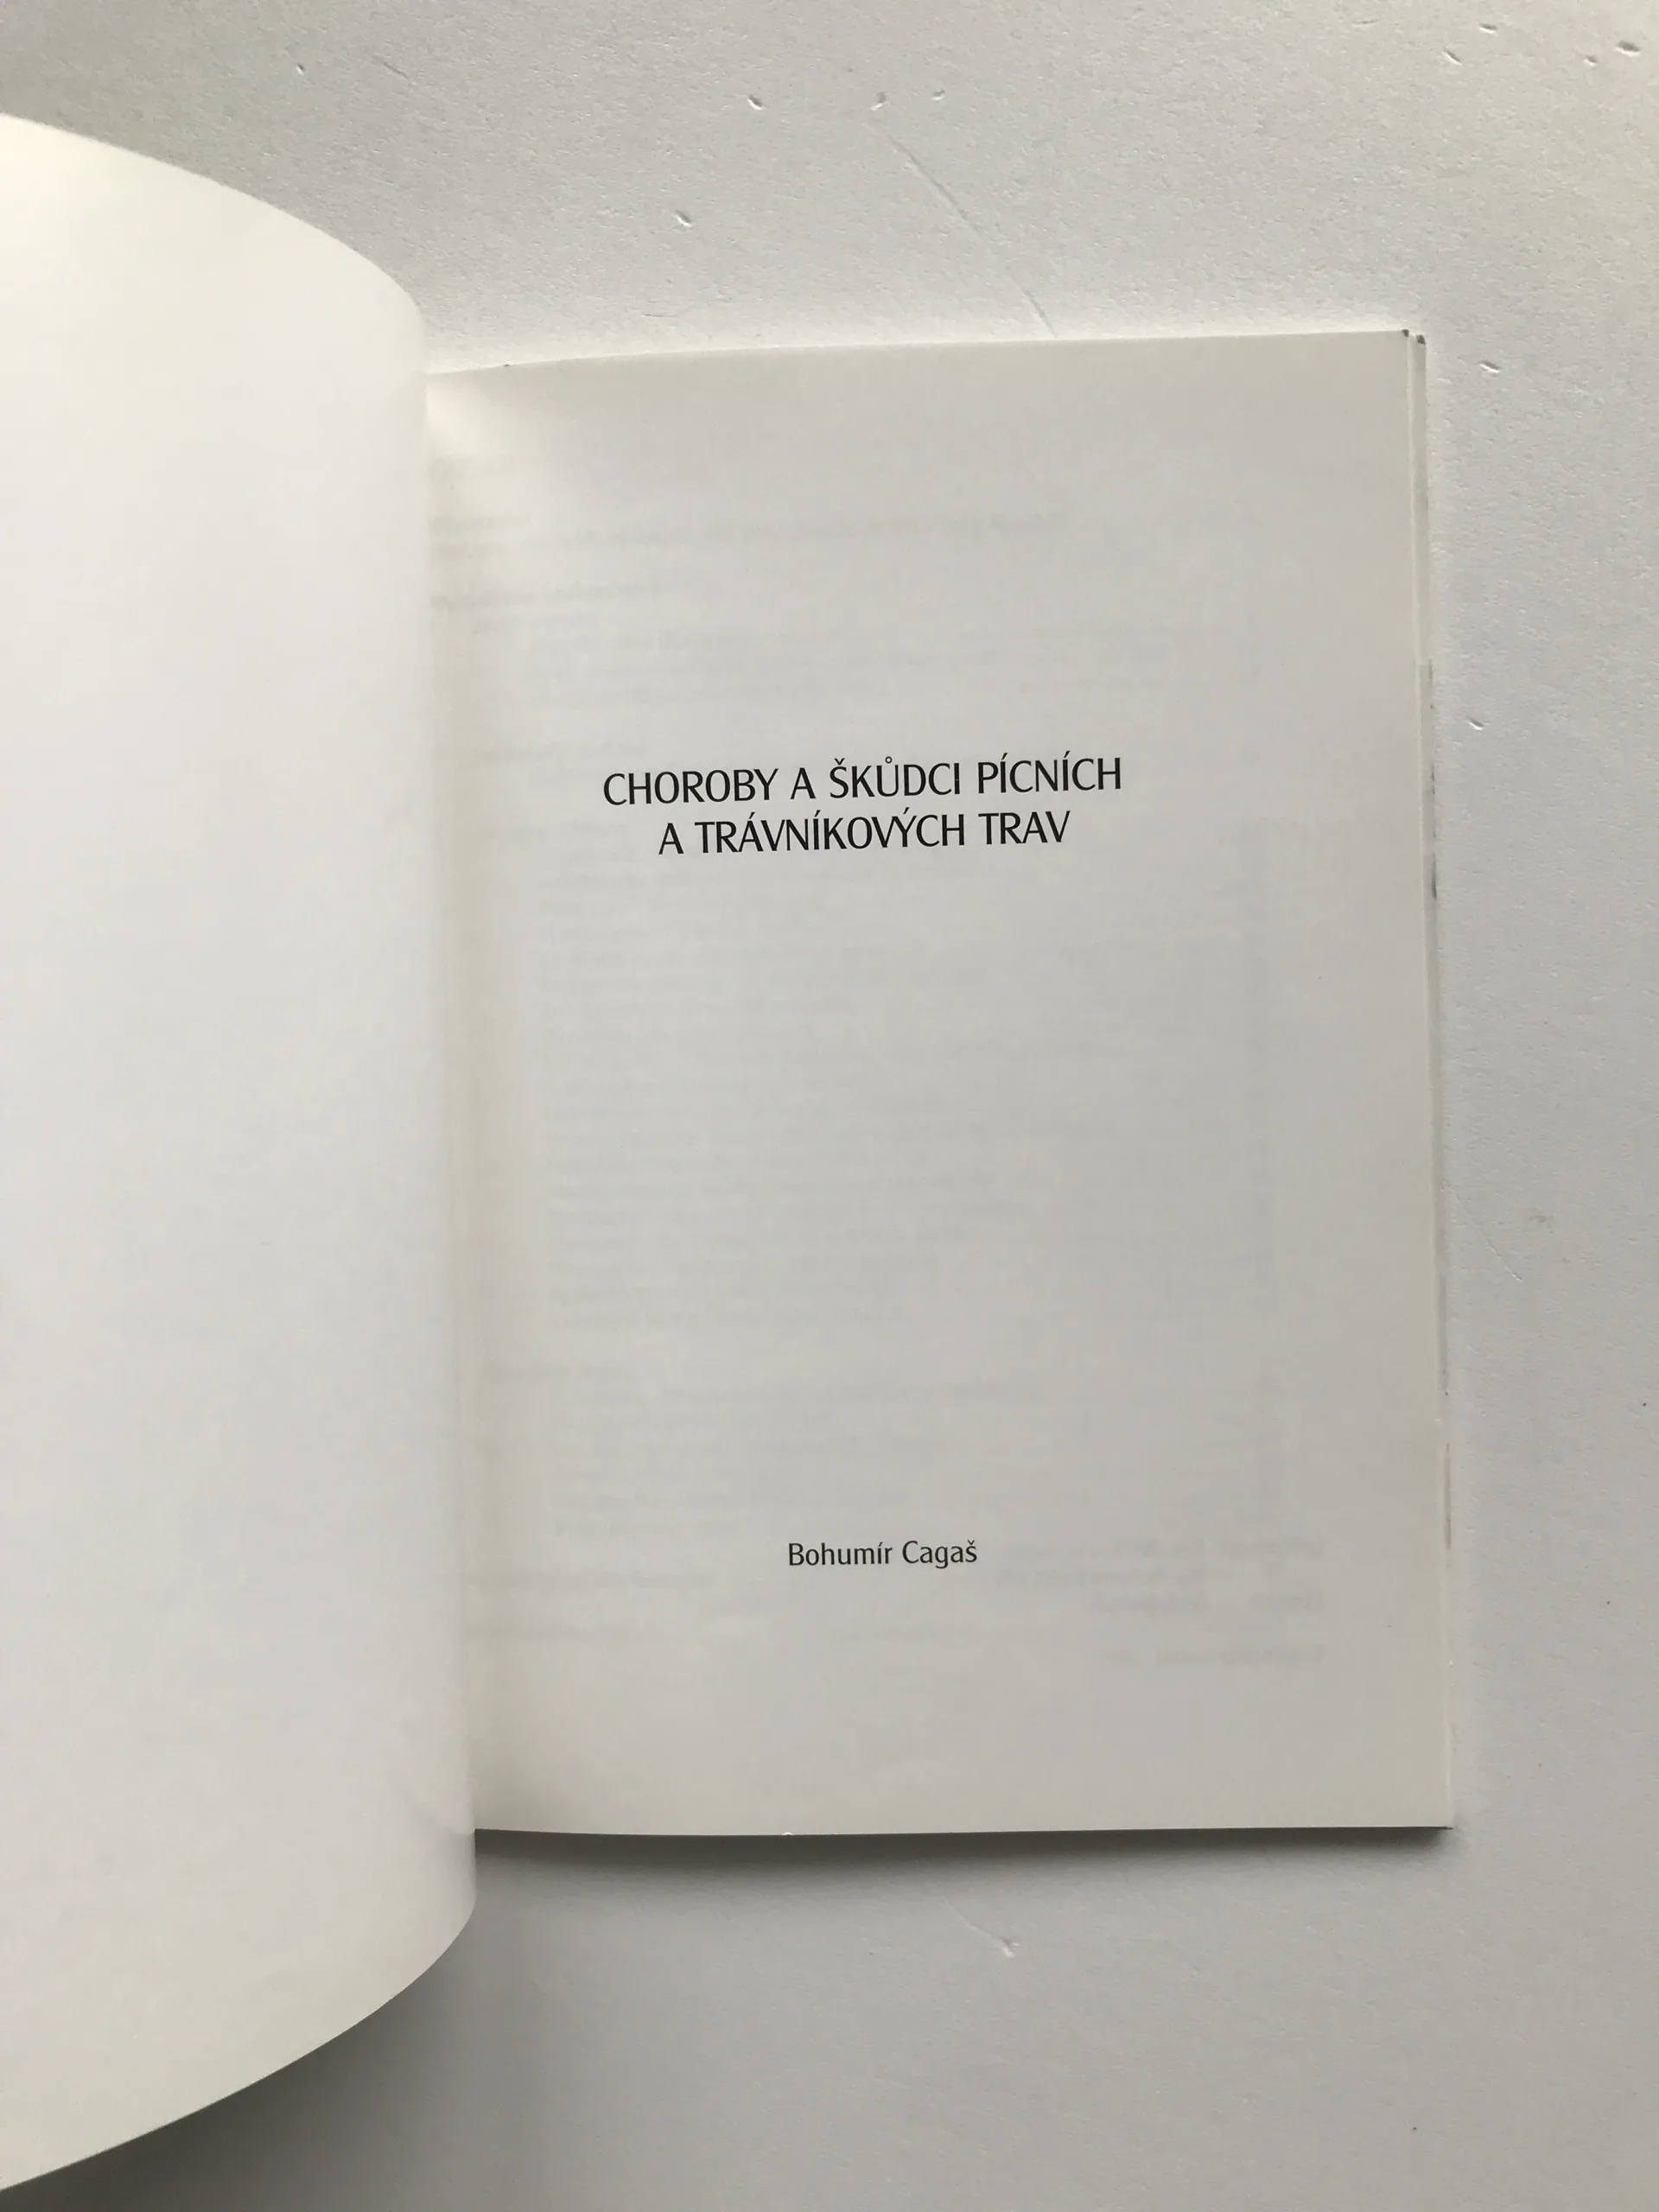 CHOROBY A ŠKŮDCI PÍCNÍCH
A TRÁVNÍKOVÝCH TRAV
Bohumír Cagaš